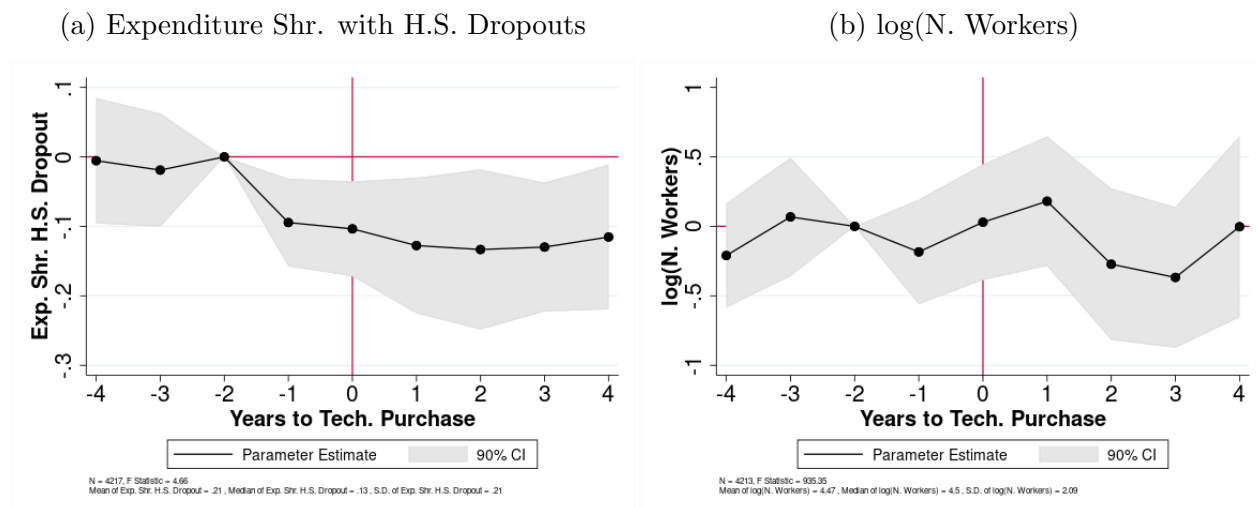 (a) Expenditure Shr. with H.S. Dropouts
Exp. Shr. H.S. Dropout
.1
0
-.1
-.2
-.3
-4 -3 -2 -1 0 1 2 3 4
Years to Tech. Purchase
Parameter Estimate 90% CI
N = 4217, F Statistic = 4.66
Mean of Exp. Shr. H.S. Dropout = .21 , Median of Exp. Shr. H.S. Dropout = .13 , S.D. of Exp. Shr. H.S. Dropout = .21
(b) log(N. Workers)
log(N. Workers)
1
.5
0
-.5
-1
-4 -3 -2 -1 0 1 2 3 4
Years to Tech. Purchase
Parameter Estimate 90% CI
N = 4213, F Statistic = 935.35
Mean of log(N. Workers) = 4.47 , Median of log(N. Workers) = 4.5 , S.D. of log(N. Workers) = 2.09